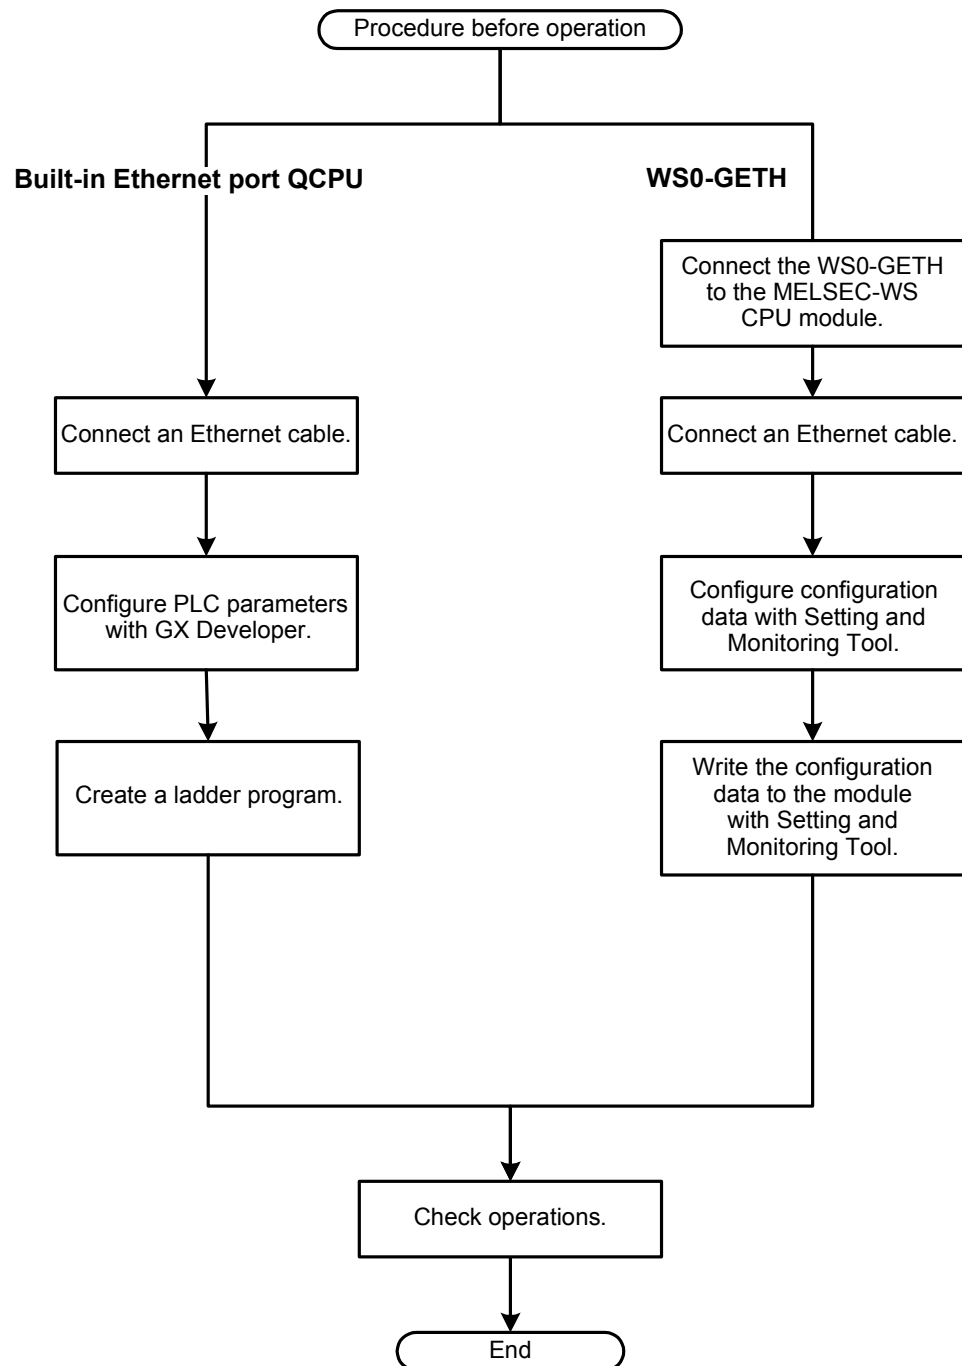 Procedure before operation
Built-in Ethernet port QCPU
WS0-GETH
Connect the WS0-GETH
to the MELSEC-WS
CPU module.
Connect an Ethernet cable.
Connect an Ethernet cable.
Configure PLC parameters
with GX Developer.
Configure configuration
data with Setting and
Monitoring Tool.
Create a ladder program.
Write the configuration
data to the module
with Setting and
Monitoring Tool.
Check operations.
End